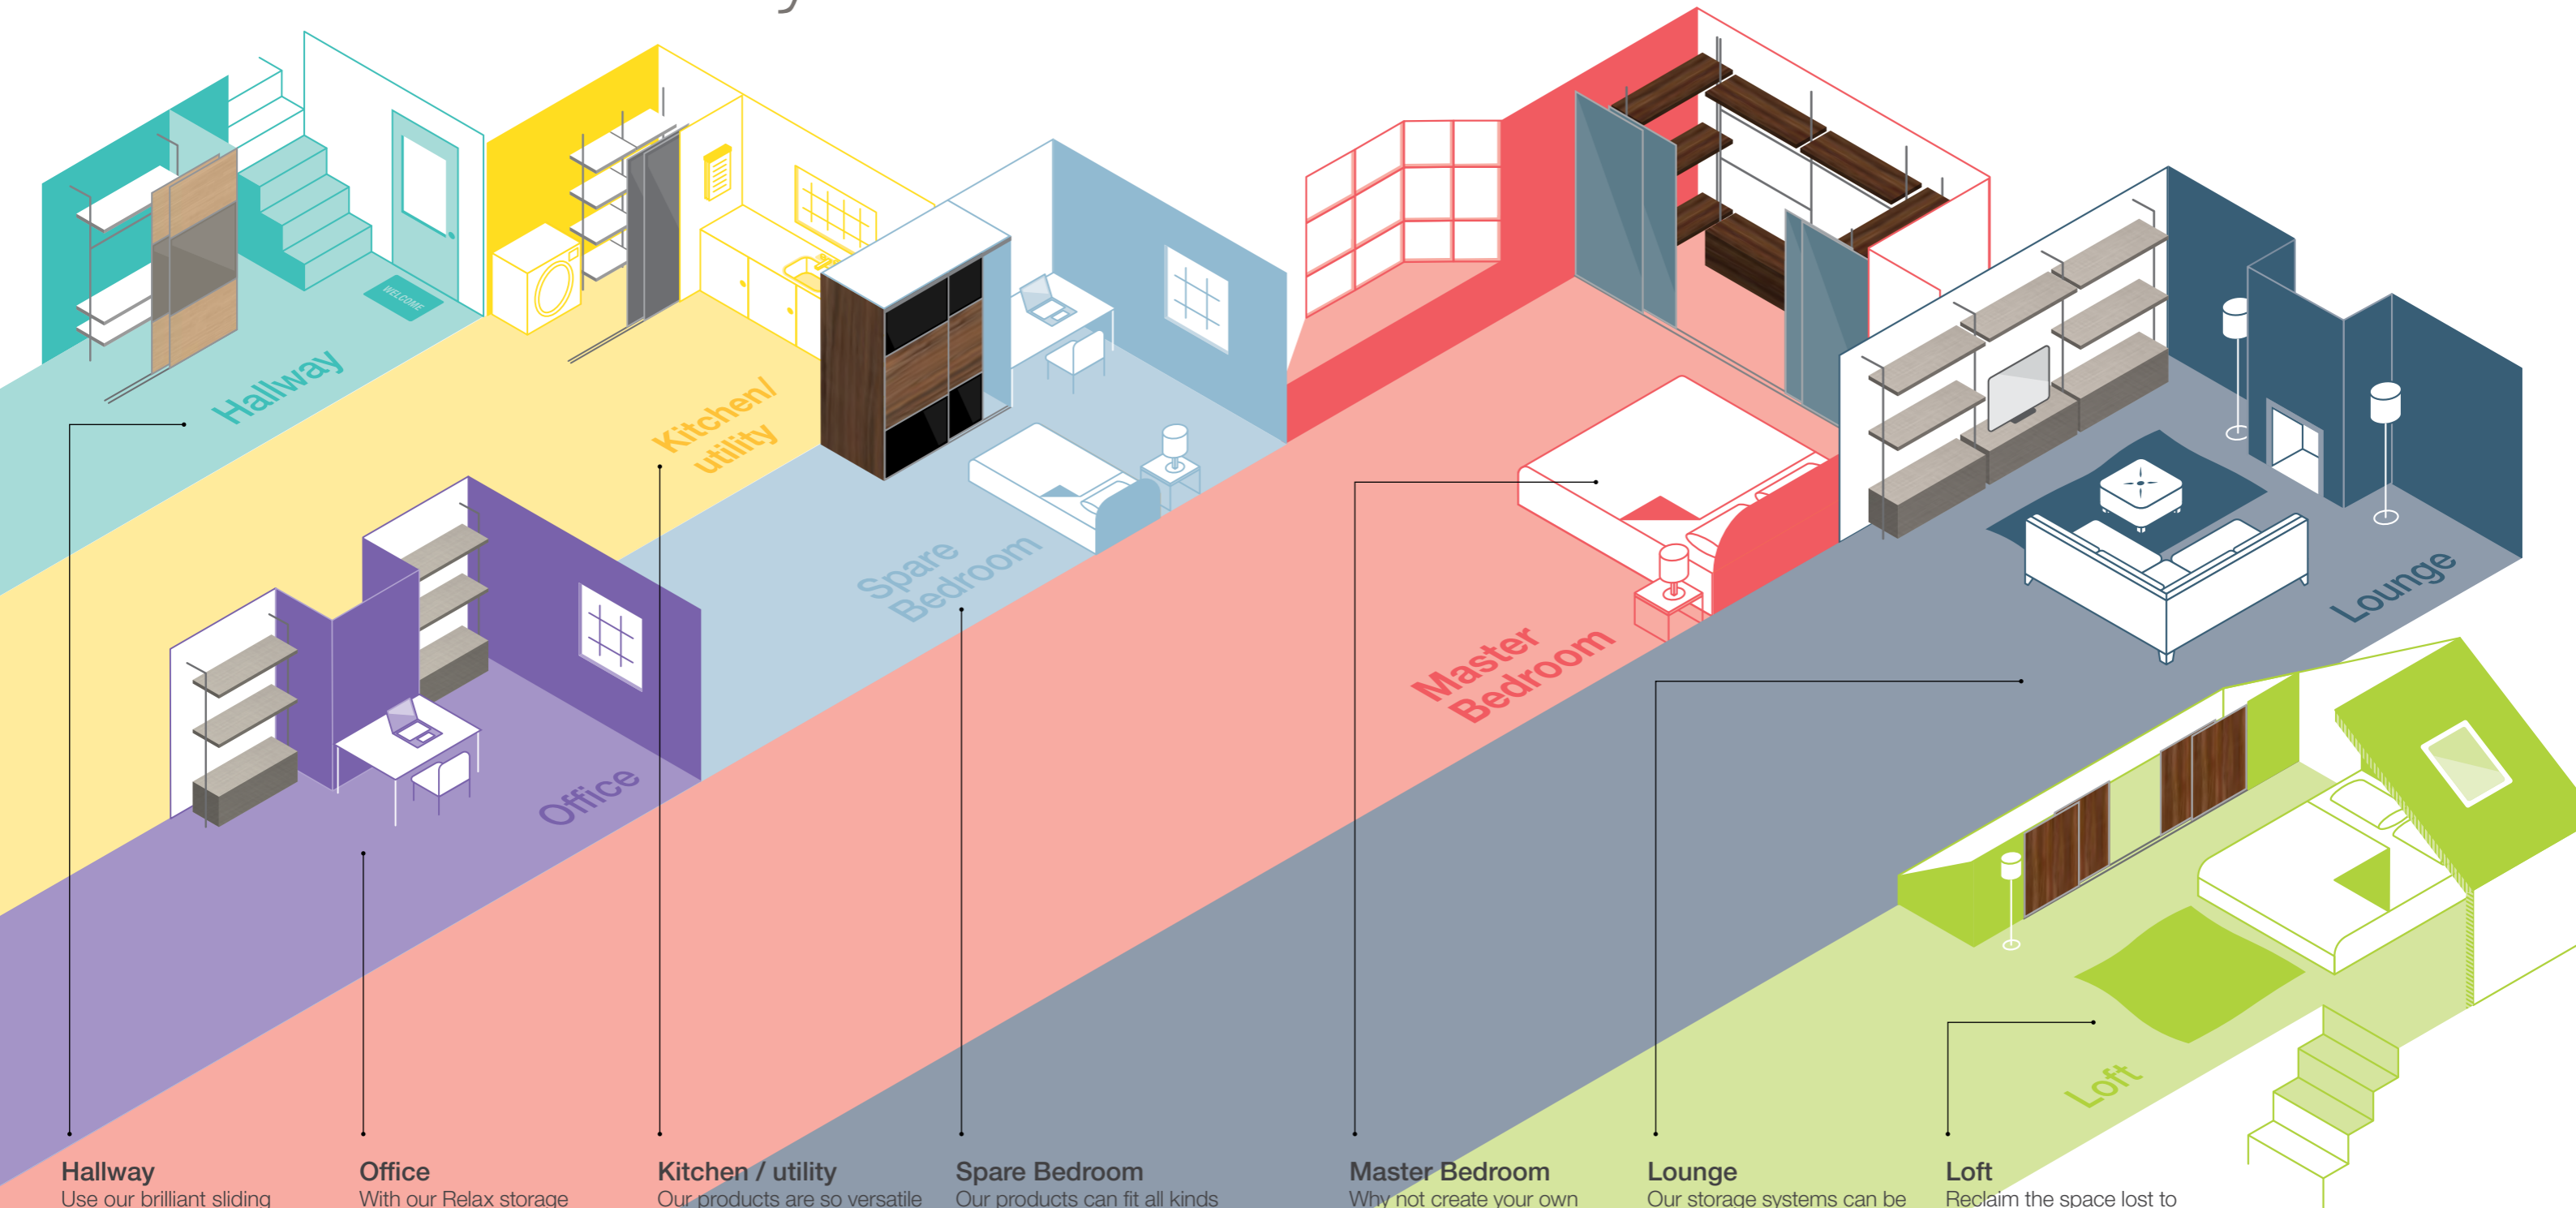 WELCOME
Hallway
Kitchen/
utility
Spare
Bedroom
Office
Master
Bedroom
Lounge
Loft
Hallway
Use our brilliant sliding
Office
With our Relax storage
Kitchen / utility
Our products are so versatile
Spare Bedroom
Our products can fit all kinds
Master Bedroom
Why not create your own
Lounge
Our storage systems can be
Loft
Reclaim the space lost to